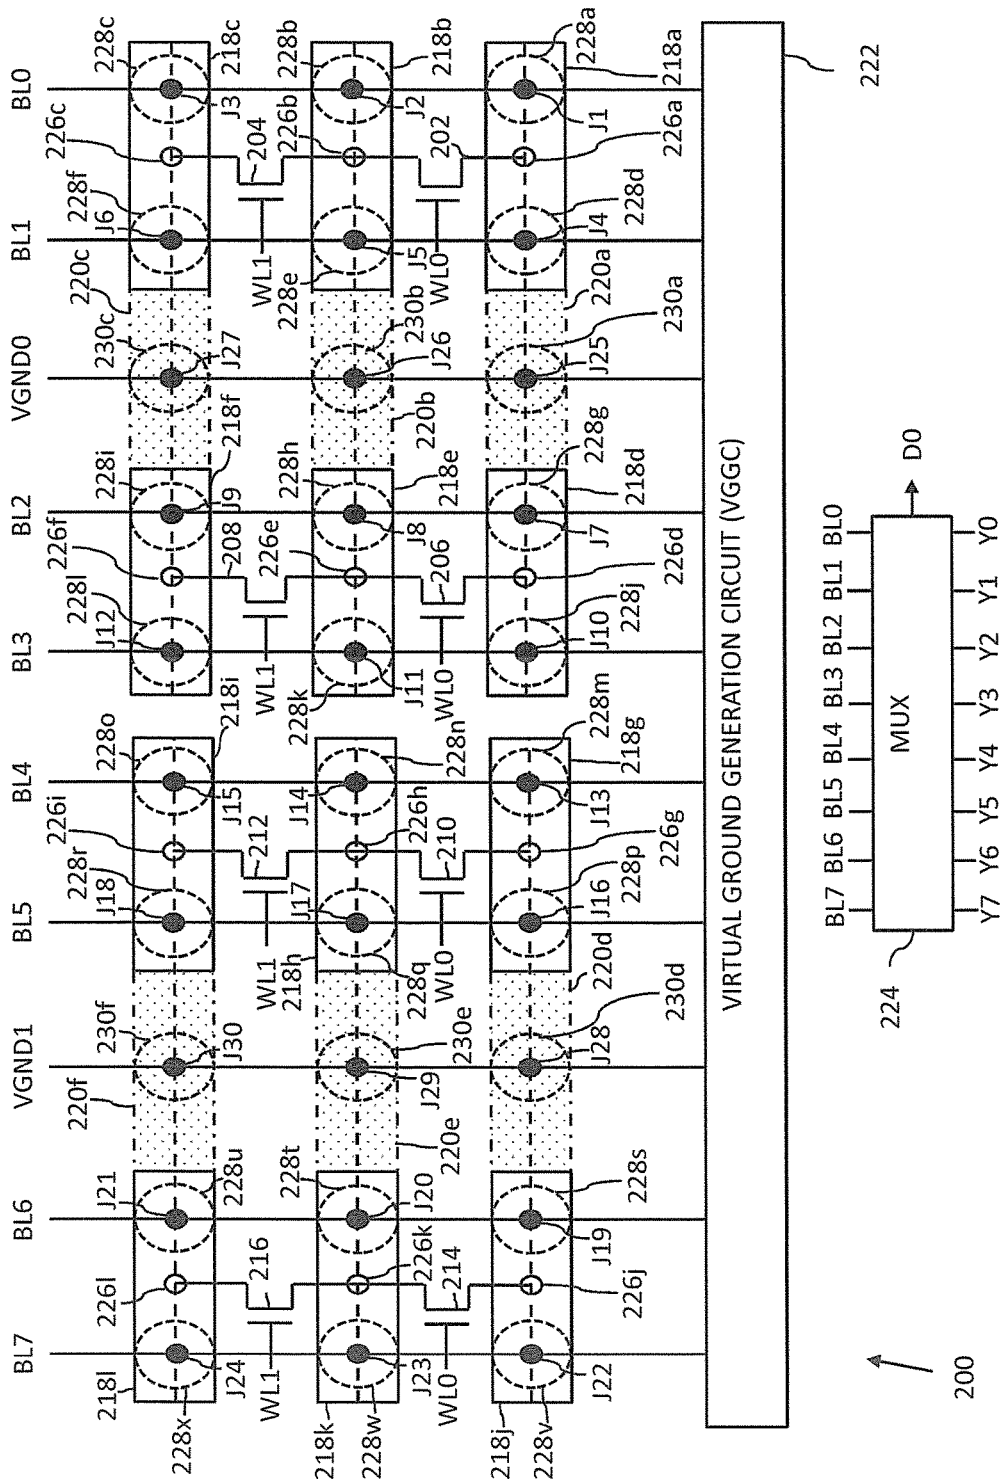 BL7
BL6
VGND1
BL5
BL4
BL3
BL2
VGND0
BL1
BL0
226l
J21
220f
230f
228r
226i
228o
J12
228l
226f
228i
230c
220c
J6
228f
226c
228c
218l
228x
J24
216
228u
J30
J18
212
J15
218i
208
J9
218f
J27
204
J3
218c
WL1
WL1
WL1
WL1
218k
228w
J23
226k
J20
228t
220e
J29
230e
218h
228q
J17
226h
J14
228n
228k
J11
226e
J8
228h
218e
220b
J26
230b
228e
J5
226b
J2
228b
218b
WL0
214
WL0
210
WL0
206
WL0
202
218j
228v
J22
226j
J19
228s
J28
230d
220d
J16
228p
226g
J13
218g
228m
J10
228j
226d
J7
218d
228g
J25
230a
220a
J4
228d
226a
J1
218a
228a
VIRTUAL GROUND GENERATION CIRCUIT (VGGC)
222
BL7
BL6
BL5
BL4
BL3
BL2
BL1
BL0
224
MUX
D0
Y7
Y6
Y5
Y4
Y3
Y2
Y1
Y0
200